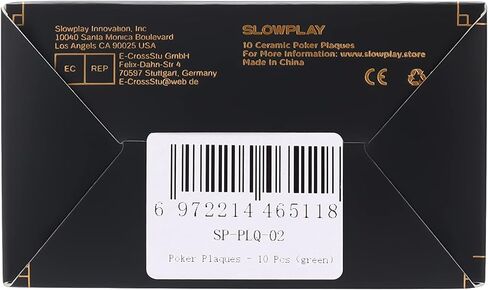 Slowplay Innovation, Inc
10040 Santa Monica Boulevard
Los Angels CA 90025 USA
EC REP
E-CrossStu GmbH
Felix-Dahn-Str 4
70597 Stuttgart, Germany
E-CrossStu@web.de
SLOWPLAY
10 Ceramic Poker Plaques
For More Information: www.slowplay.store
Made In China
CE
6 972214 465118
SP-PLQ-02
Poker Plaques - 10 Pcs (green)